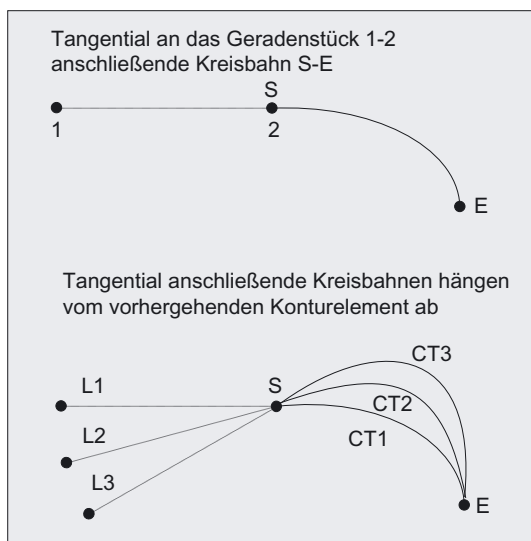 Tangential an das Geradenstück 1-2
anschließende Kreisbahn S-E
S
1
2
E
Tangential anschließende Kreisbahnen hängen
vom vorhergehenden Konturelement ab
CT3
L1
S
CT2
L2
CT1
L3
E